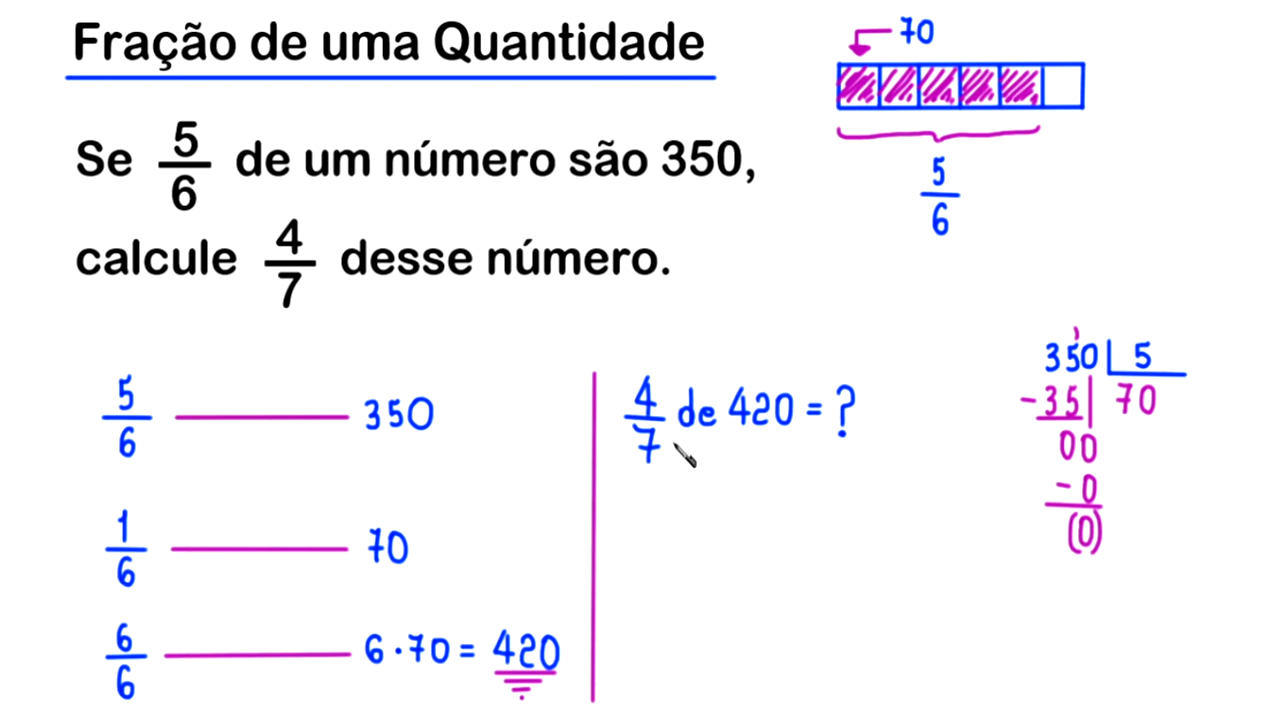 Fração de uma Quantidade
Se 5/6 de um número são 350,
calcule 4/7 desse número.
70
5/6
5/6 — 350
1/6 — 70
6/6 — 6 · 70 = 420
4/7 de 420 = ?
350 | 5
-35 | 70
00
-0
(0)